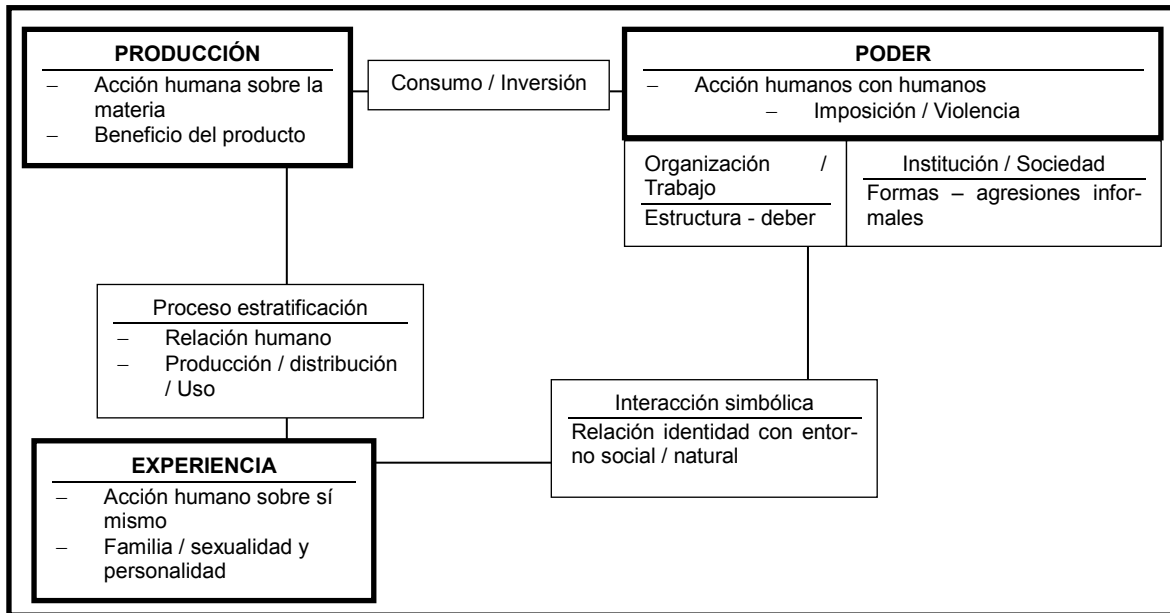 PRODUCCIÓN
– Acción humana sobre la
materia
– Beneficio del producto
Consumo / Inversión
PODER
– Acción humanos con humanos
– Imposición / Violencia
Organización /
Trabajo
Estructura - deber
Institución / Sociedad
Formas – agresiones infor-
males
Proceso estratificación
– Relación humano
– Producción / distribución
/ Uso
Interacción simbólica
Relación identidad con entor-
no social / natural
EXPERIENCIA
– Acción humano sobre sí
mismo
– Familia / sexualidad y
personalidad